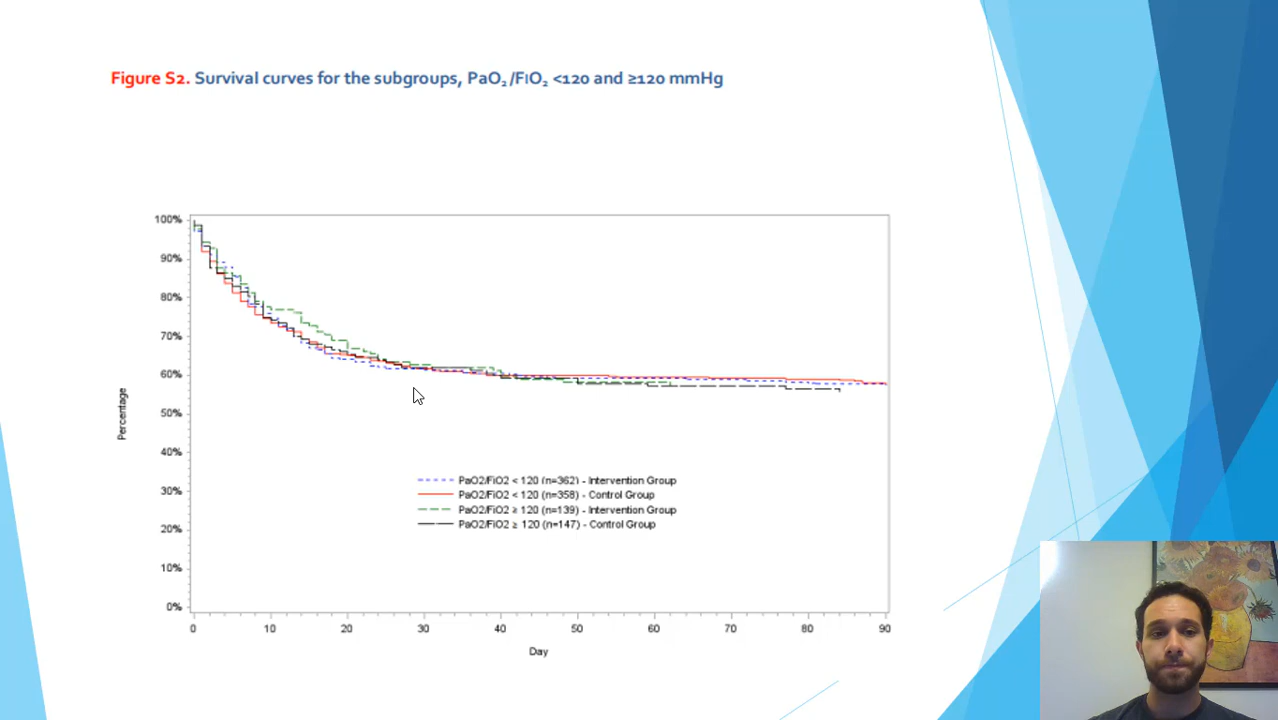 Figure S2. Survival curves for the subgroups, PaO₂/FIO₂ <120 and ≥120 mmHg
100%
90%
80%
70%
60%
50%
40%
30%
20%
10%
0%
Percentage
PaO2/FiO2 < 120 (n=362) - Intervention Group
PaO2/FiO2 < 120 (n=358) - Control Group
PaO2/FiO2 ≥ 120 (n=139) - Intervention Group
PaO2/FiO2 ≥ 120 (n=147) - Control Group
0 10 20 30 40 50 60 70 80 90
Day